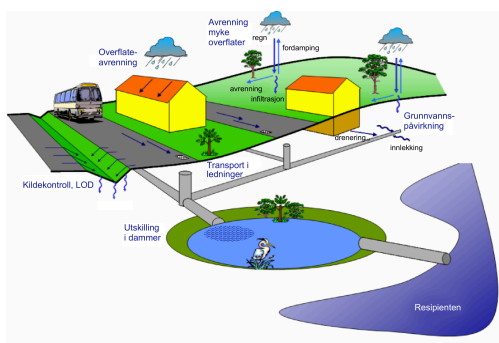 Avrenning
myke
overflater
regn
fordamping
Overflate-
avrenning
avrenning
infiltrasjon
Grunnvanns-
påvirkning
drenering
innlekking
Transport i
ledninger
Kildekontroll, LOD
Utskilling
i dammer
Resipienten